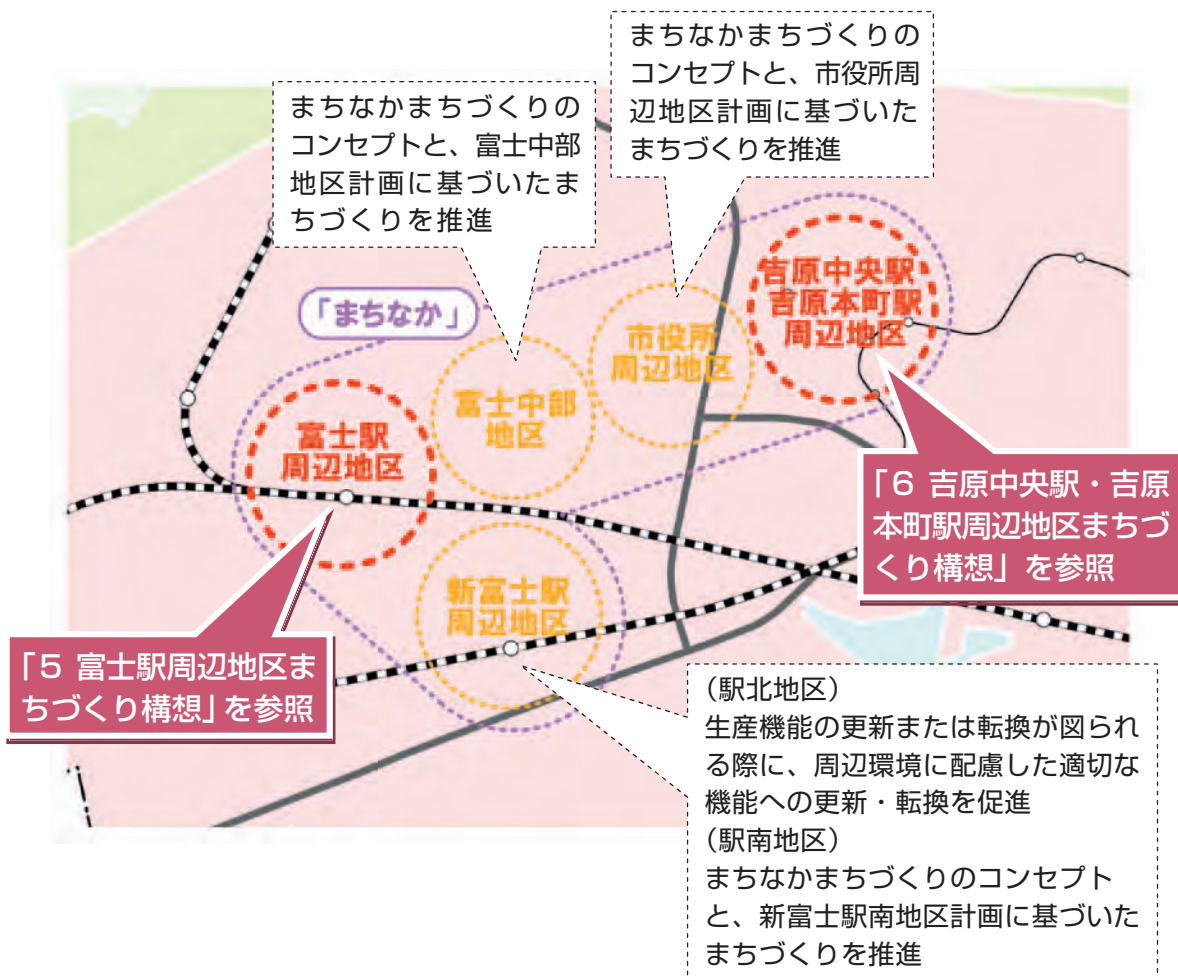 まちなかまちづくりの
コンセプトと、市役所周
辺地区計画に基づいた
まちづくりを推進
まちなかまちづくりの
コンセプトと、富士中部
地区計画に基づいたま
ちづくりを推進
「まちなか」
吉原中央駅
吉原本町駅
周辺地区
市役所
周辺地区
富士中部
地区
富士駅
周辺地区
「6 吉原中央駅・吉原
本町駅周辺地区まちづ
くり構想」を参照
新富士駅
周辺地区
「5 富士駅周辺地区ま
ちづくり構想」を参照
（駅北地区）
生産機能の更新または転換が図られ
る際に、周辺環境に配慮した適切な
機能への更新・転換を促進
（駅南地区）
まちなかまちづくりのコンセプト
と、新富士駅南地区計画に基づいた
まちづくりを推進